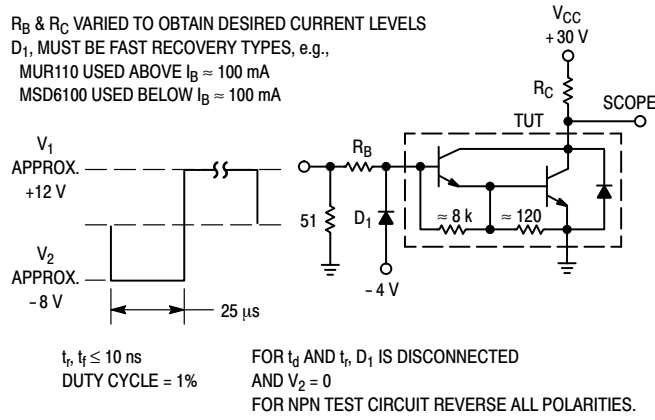 R_B & R_C VARIED TO OBTAIN DESIRED CURRENT LEVELS
D_1, MUST BE FAST RECOVERY TYPES, e.g.,
MUR110 USED ABOVE I_B ≈ 100 mA
MSD6100 USED BELOW I_B ≈ 100 mA
V_CC
+ 30 V
R_C
SCOPE
TUT
V_1
APPROX.
+12 V
R_B
51
D_1
≈ 8 k
≈ 120
V_2
APPROX.
– 8 V
– 4 V
25 μs
t_r, t_f ≤ 10 ns
DUTY CYCLE = 1%
FOR t_d AND t_r, D_1 IS DISCONNECTED
AND V_2 = 0
FOR NPN TEST CIRCUIT REVERSE ALL POLARITIES.